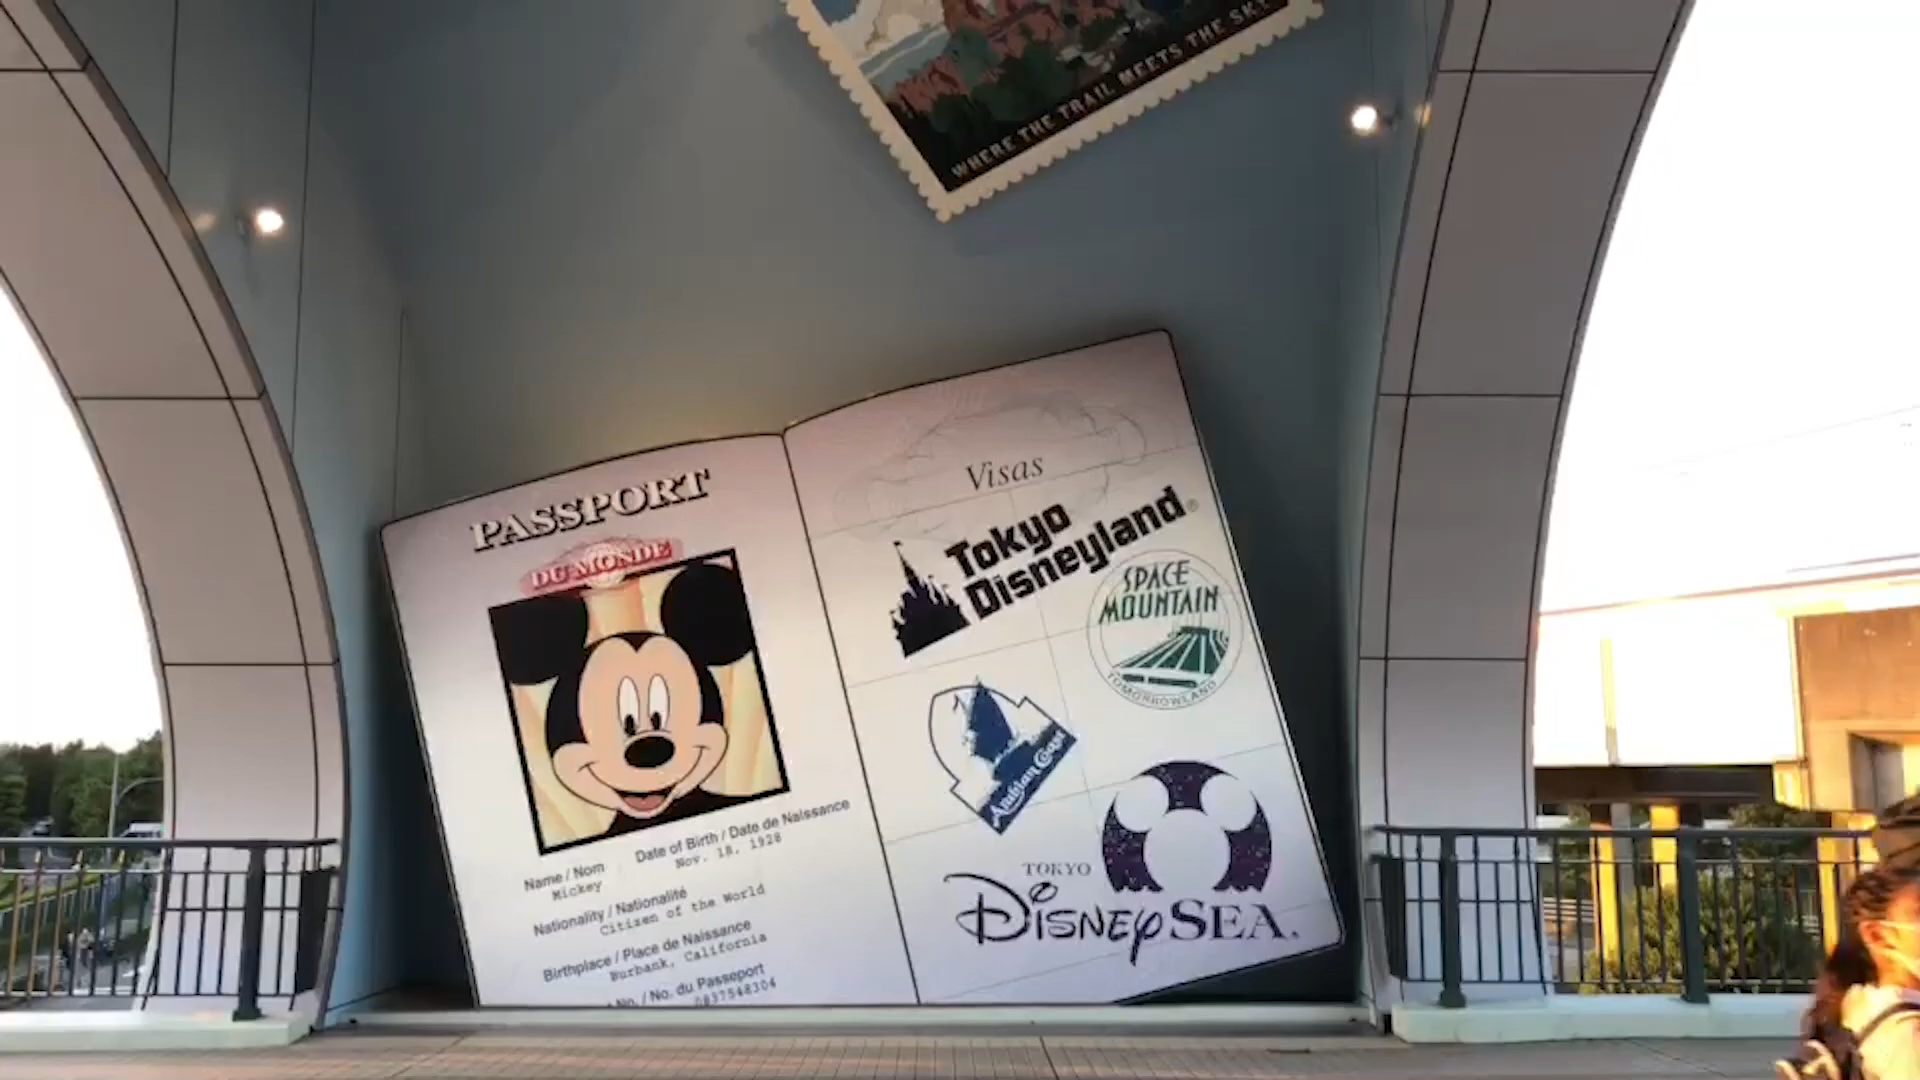 WHERE THE TRAIL MEETS THE SKY
PASSPORT
DU MONDE
Name / Nom
Mickey
Date of Birth / Date de Naissance
Nov. 18, 1928
Nationality / Nationalité
Citizen of the World
Birthplace / Place de Naissance
Burbank, California
No. / No. du Passeport
0837548304
Visas
Tokyo
Disneyland®
SPACE
MOUNTAIN
TOMORROWLAND
Arabian Coast
TOKYO
DISNEYSEA.